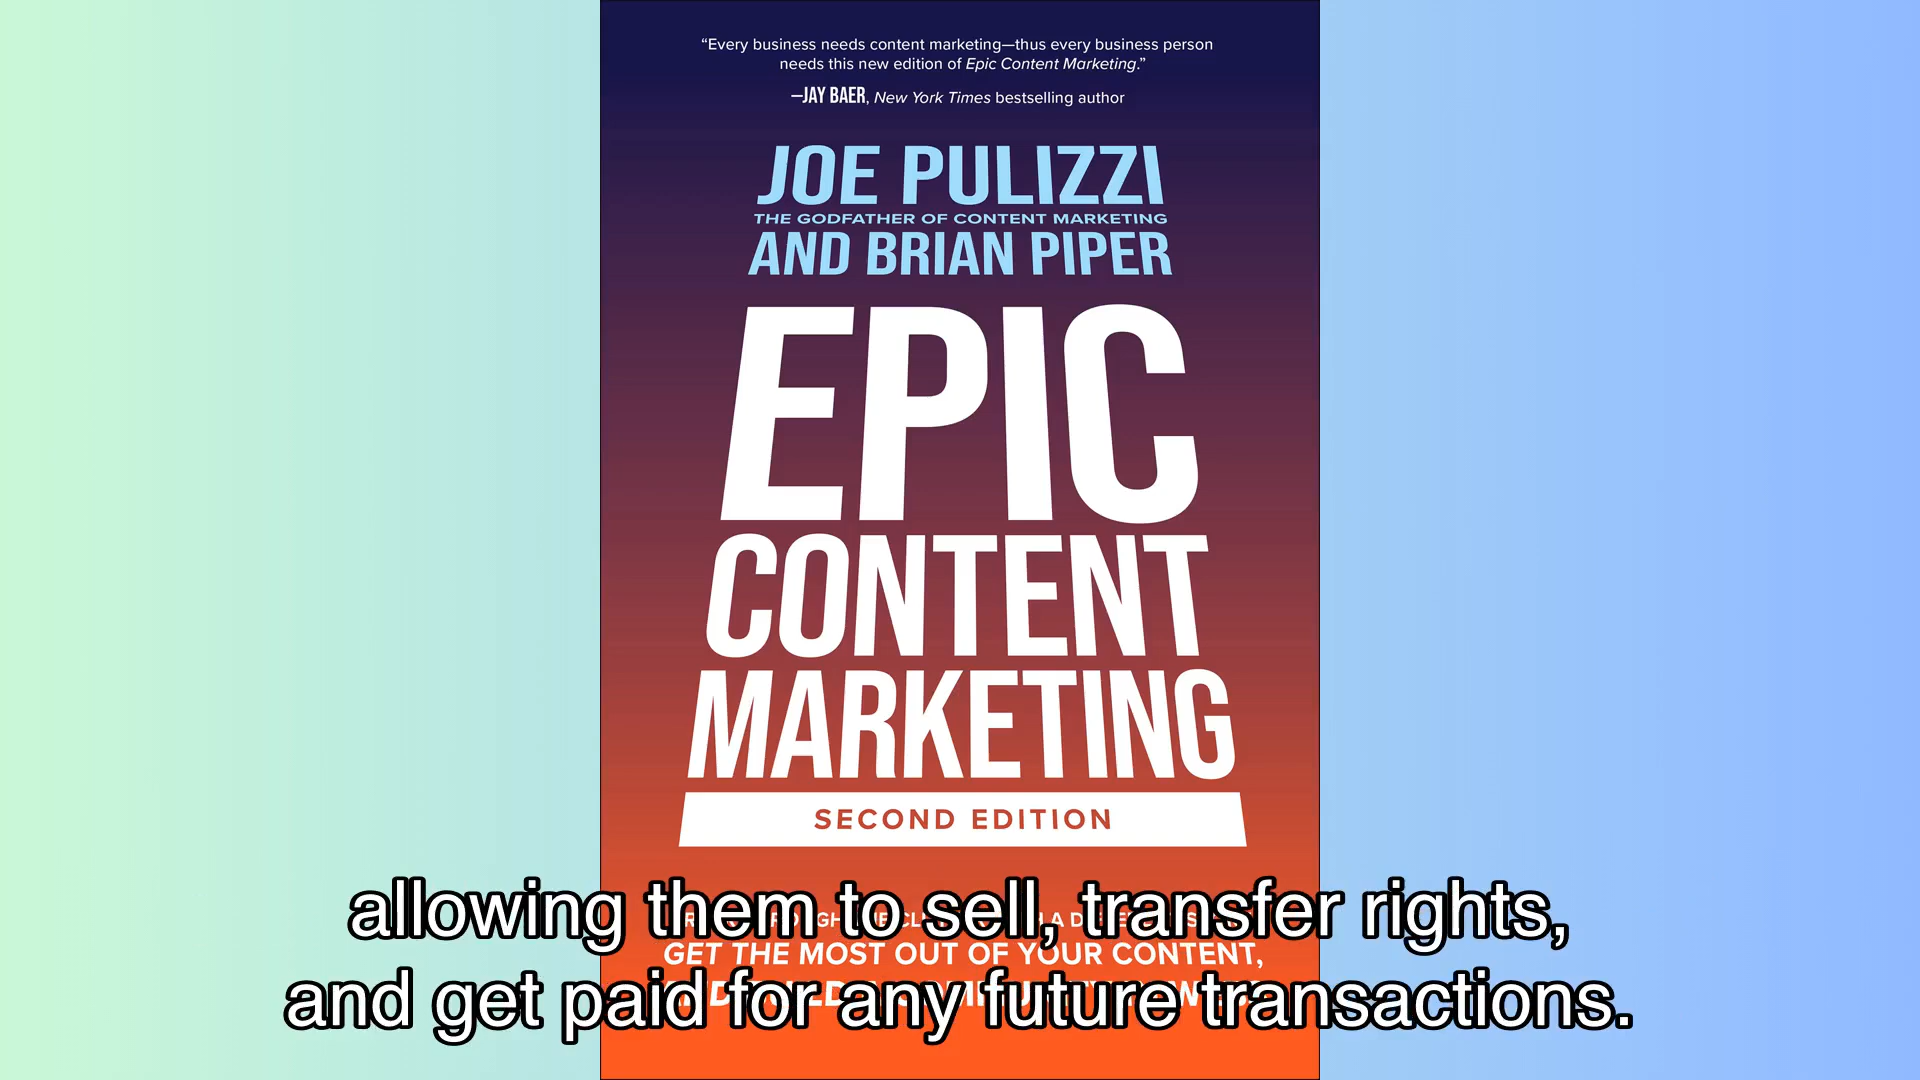 “Every business needs content marketing—thus every business person
needs this new edition of Epic Content Marketing.”
—JAY BAER, New York Times bestselling author
JOE PULIZZI
THE GODFATHER OF CONTENT MARKETING
AND BRIAN PIPER
EPIC
CONTENT
MARKETING
SECOND EDITION
allowing them to sell, transfer rights,
GET THE MOST OUT OF YOUR CONTENT,
and get paid for any future transactions.